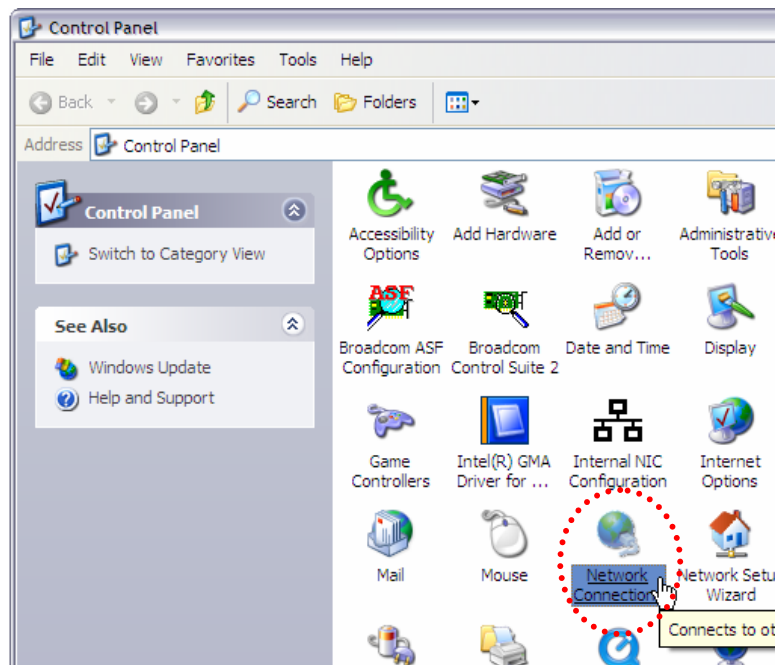 Control Panel
File Edit View Favorites Tools Help
Back Search Folders
Address Control Panel
Control Panel
Switch to Category View
See Also
Windows Update
Help and Support
Accessibility Options
Add Hardware
Add or Remov...
Administrative Tools
ASF
Broadcom ASF Configuration
Broadcom Control Suite 2
Date and Time
Display
Game Controllers
Intel(R) GMA Driver for ...
Internal NIC Configuration
Internet Options
Mail
Mouse
Network Connection
Network Setu
Wizard
Connects to ot